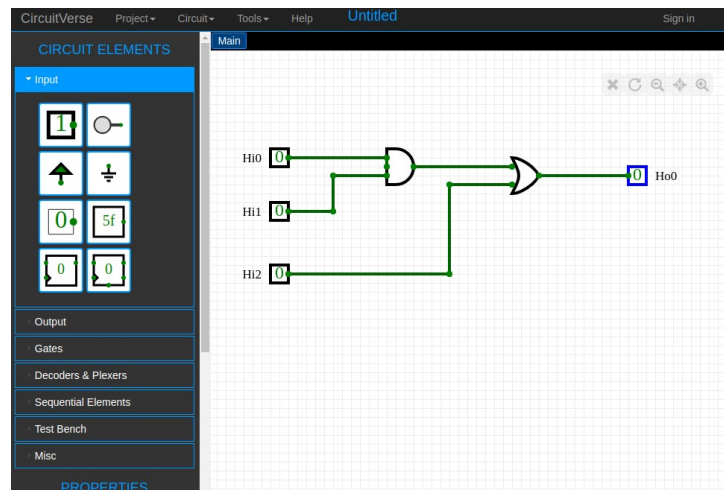 CircuitVerse Project Circuit Tools Help Untitled Sign in
CIRCUIT ELEMENTS
Main
Input
1
0
5f
0
0
Output
Gates
Decoders & Plexers
Sequential Elements
Test Bench
Misc
PROPERTIES
Hi0 0
Hi1 0
Hi2 0
0 Ho0